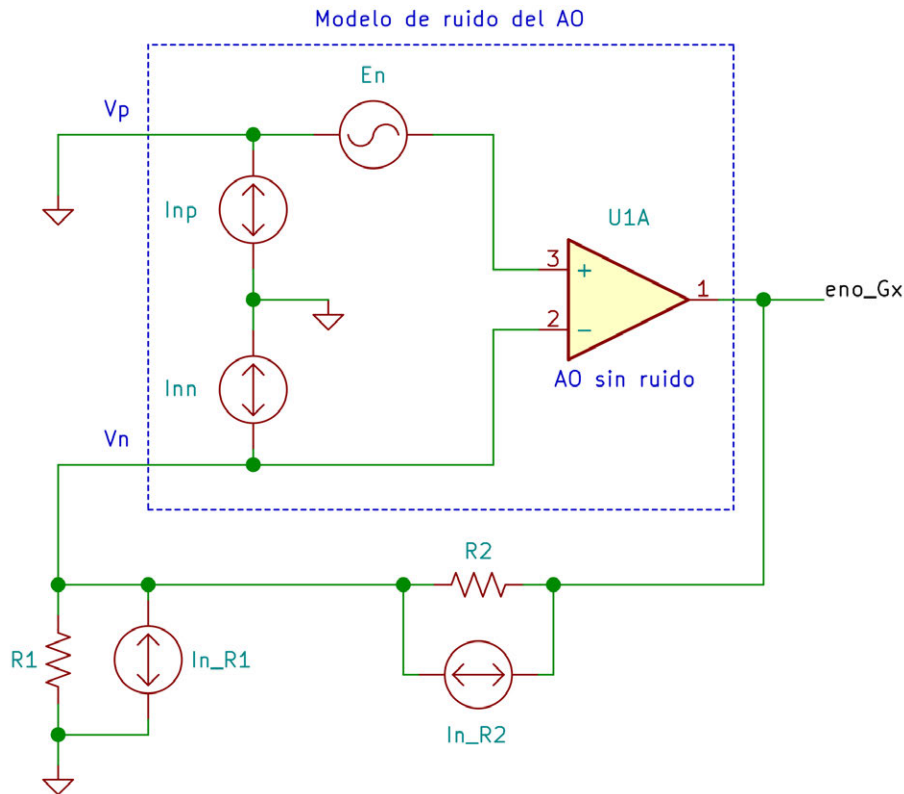 Modelo de ruido del AO
En
Vp
Inp
U1A
3
+
1
eno_Gx
2
−
AO sin ruido
Inn
Vn
R2
R1
In_R1
In_R2